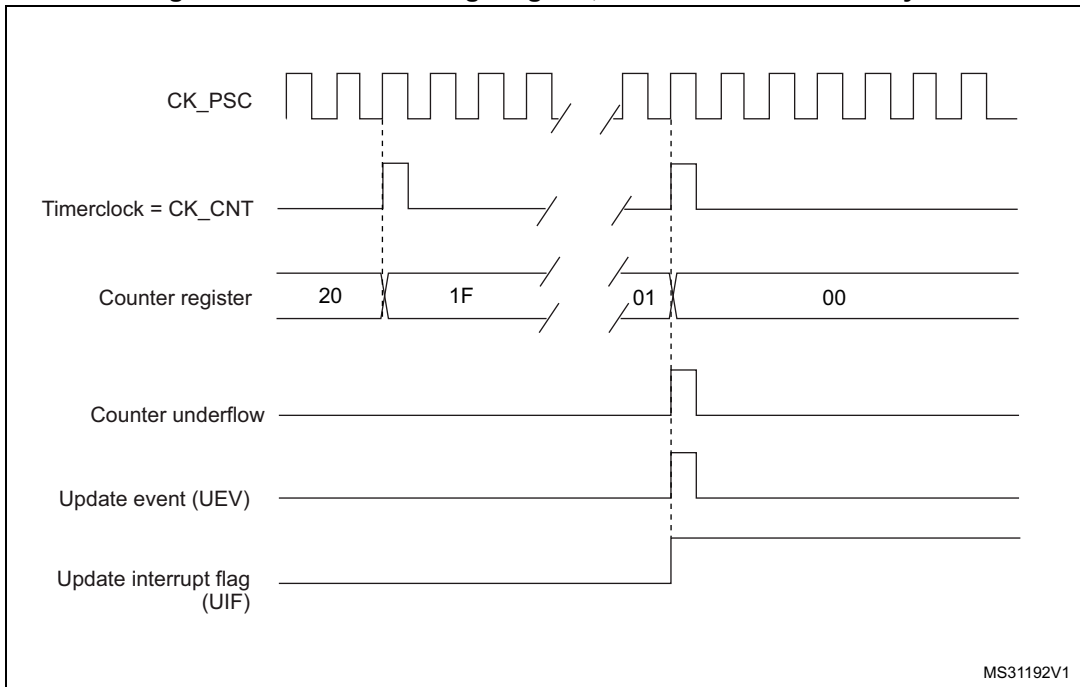 CK_PSC
Timerclock = CK_CNT
Counter register
20
1F
01
00
Counter underflow
Update event (UEV)
Update interrupt flag
(UIF)
MS31192V1